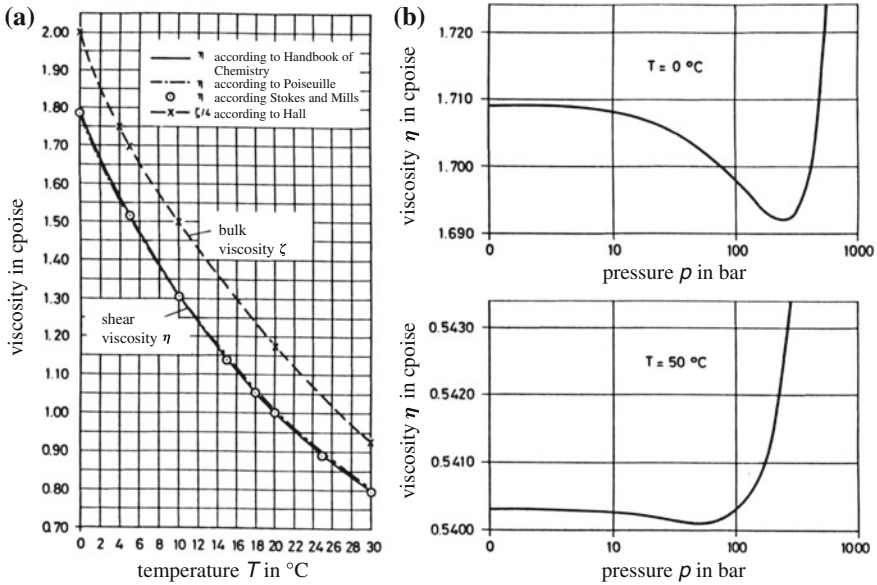 (a)
2.00
1.90
1.80
1.70
1.60
1.50
1.40
1.30
1.20
1.10
1.00
0.90
0.80
0.70
viscosity in cpoise
η according to Handbook of
Chemistry
η according to Poiseuille
η according Stokes and Mills
ζ/4 according to Hall
bulk
viscosity ζ
shear
viscosity η
0 2 4 6 8 10 12 14 16 18 20 22 24 26 28 30
temperature T in °C
(b)
1.720
1.710
1.700
1.690
viscosity η in cpoise
T = 0 °C
0 10 100 1000
pressure p in bar
0.5430
0.5420
0.5410
0.5400
viscosity η in cpoise
T = 50 °C
0 10 100 1000
pressure p in bar